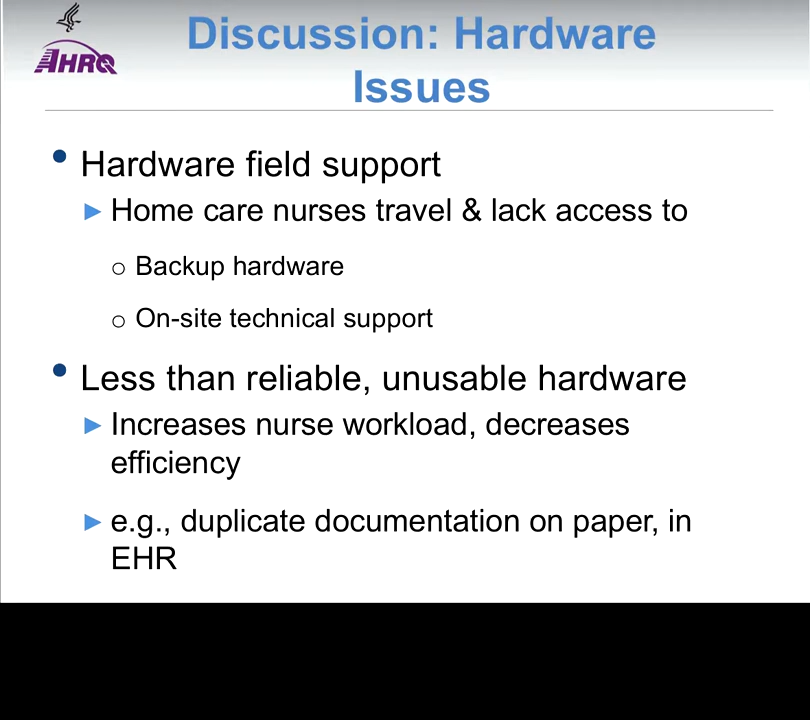 AHRQ
Discussion: Hardware
Issues
• Hardware field support
► Home care nurses travel & lack access to
o Backup hardware
o On-site technical support
• Less than reliable, unusable hardware
► Increases nurse workload, decreases
efficiency
► e.g., duplicate documentation on paper, in
EHR